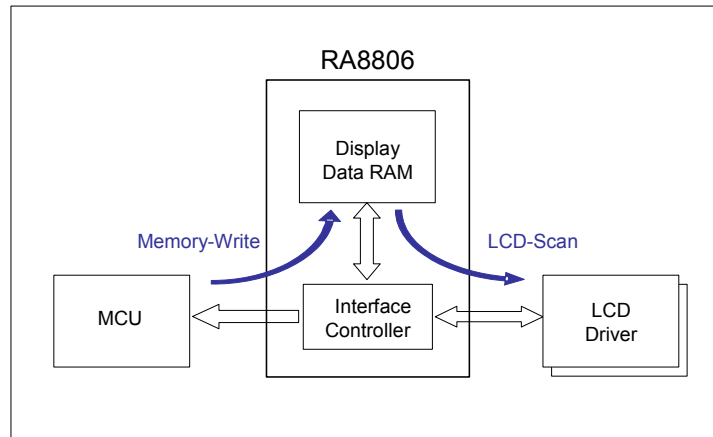 RA8806
Display
Data RAM
Memory-Write
LCD-Scan
MCU
Interface
Controller
LCD
Driver